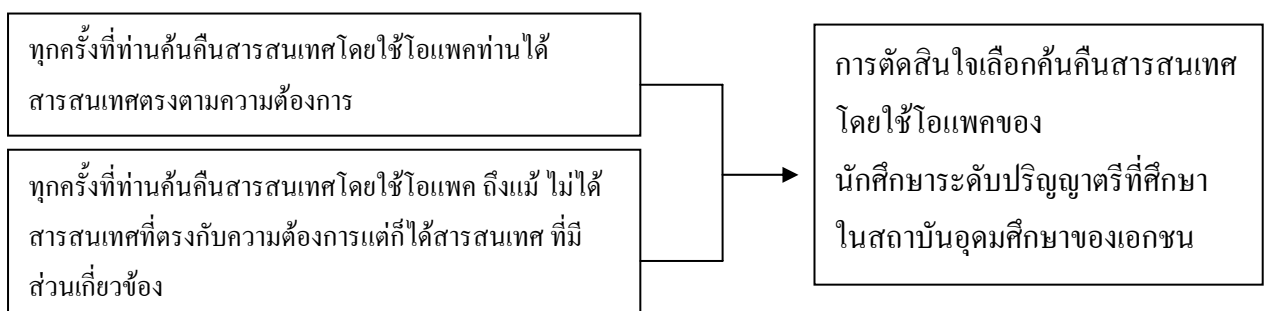 ทุกครั้งที่ท่านค้นคืนสารสนเทศโดยใช้โอแพคท่านได้
สารสนเทศตรงตามความต้องการ
ทุกครั้งที่ท่านค้นคืนสารสนเทศโดยใช้โอแพค ถึงแม้ ไม่ได้
สารสนเทศที่ตรงกับความต้องการแต่ก็ได้สารสนเทศ ที่มี
ส่วนเกี่ยวข้อง
การตัดสินใจเลือกค้นคืนสารสนเทศ
โดยใช้โอแพคของ
นักศึกษาระดับปริญญาตรีที่ศึกษา
ในสถาบันอุดมศึกษาของเอกชน